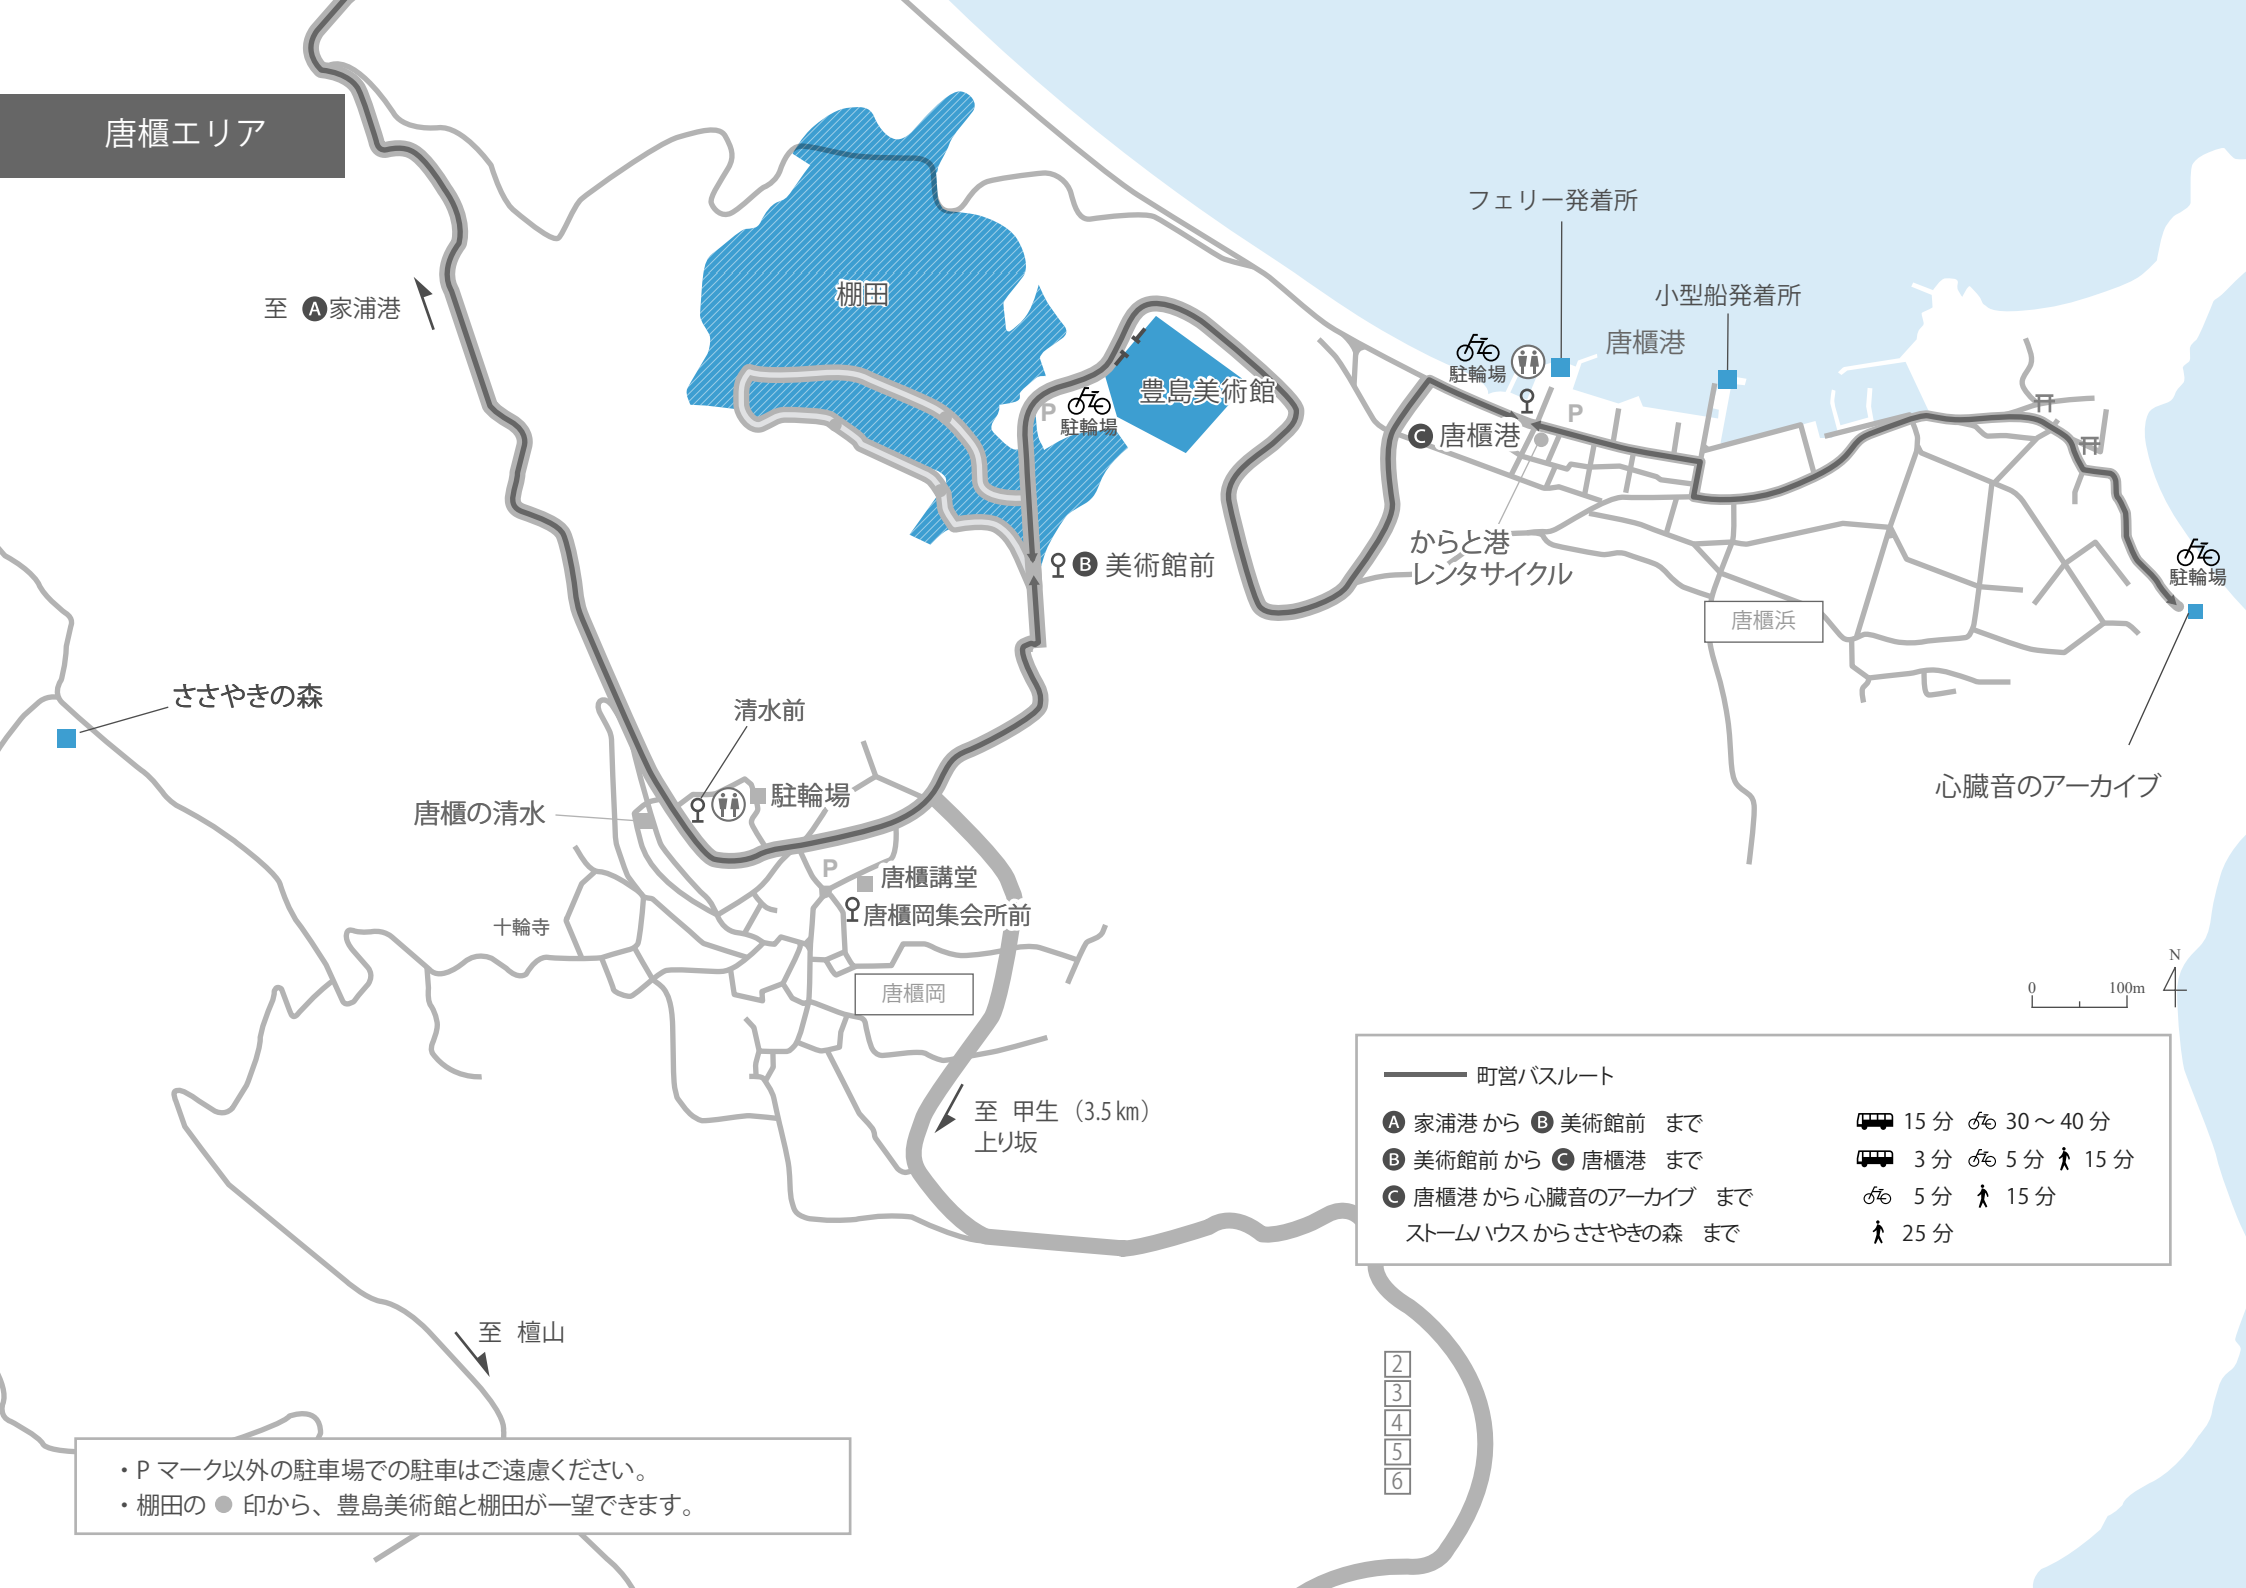 唐櫃エリア
至 A 家浦港
棚田
フェリー発着所
小型船発着所
唐櫃港
駐輪場
豊島美術館
P
駐輪場
P
C 唐櫃港
からと港
レンタサイクル
B 美術館前
駐輪場
唐櫃浜
ささやきの森
清水前
駐輪場
唐櫃の清水
心臓音のアーカイブ
P
唐櫃講堂
唐櫃岡集会所前
十輪寺
唐櫃岡
N
0 100m
至 甲生(3.5km)
上り坂
町営バスルート
A 家浦港 から B 美術館前 まで 15分 30〜40分
B 美術館前 から C 唐櫃港 まで 3分 5分 15分
C 唐櫃港 から 心臓音のアーカイブ まで 5分 15分
ストームハウス から ささやきの森 まで 25分
至 檀山
2
3
4
5
6
・P マーク以外の駐車場での駐車はご遠慮ください。
・棚田の ● 印から、豊島美術館と棚田が一望できます。